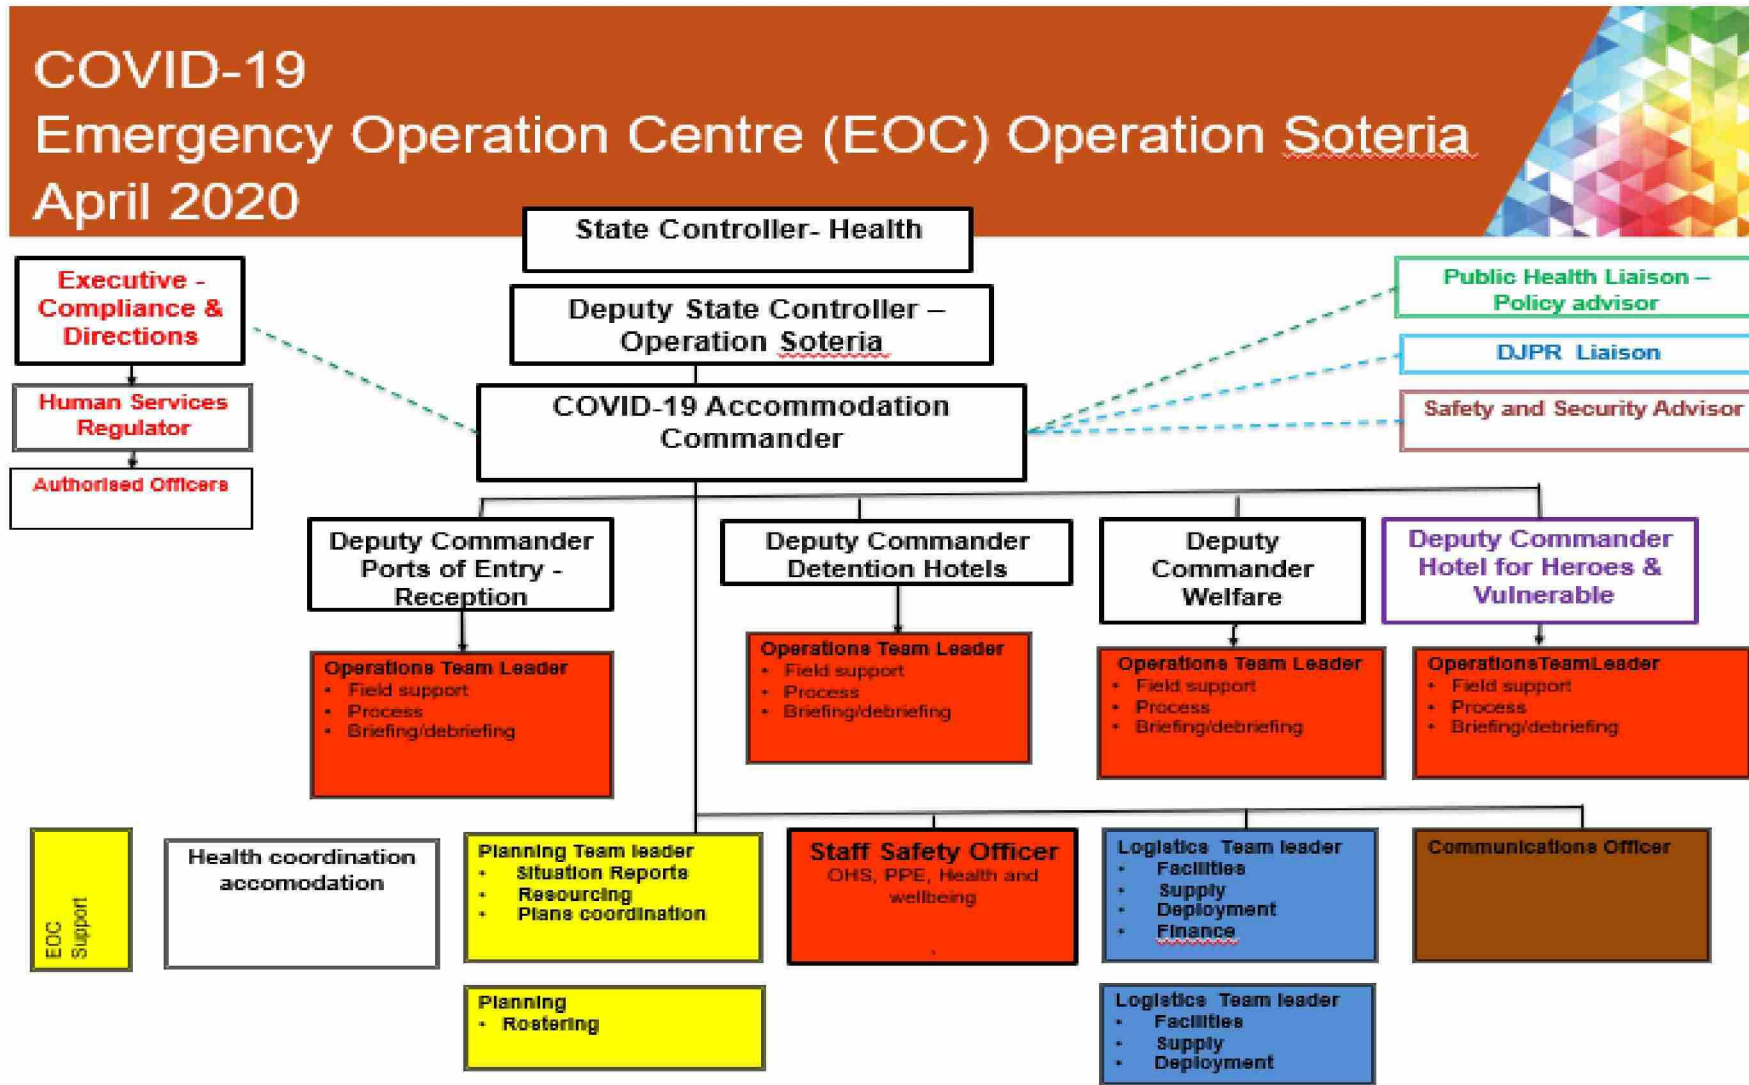 COVID-19
Emergency Operation Centre (EOC) Operation Soteria
April 2020
State Controller- Health
Executive -
Compliance &
Directions
Public Health Liaison –
Policy advisor
Deputy State Controller –
Operation Soteria
DJPR Liaison
Human Services
Regulator
COVID-19 Accommodation
Commander
Safety and Security Advisor
Authorised Officers
Deputy Commander
Ports of Entry -
Reception
Deputy Commander
Detention Hotels
Deputy
Commander
Welfare
Deputy Commander
Hotel for Heroes &
Vulnerable
Operations Team Leader
• Field support
• Process
• Briefing/debriefing
Operations Team Leader
• Field support
• Process
• Briefing/debriefing
Operations Team Leader
• Field support
• Process
• Briefing/debriefing
OperationsTeamLeader
• Field support
• Process
• Briefing/debriefing
EOC
Support
Health coordination
accomodation
Planning Team leader
• Situation Reports
• Resourcing
• Plans coordination
Staff Safety Officer
OHS, PPE, Health and
wellbeing
.
Logistics Team leader
• Facilities
• Supply
• Deployment
• Finance
Communications Officer
Planning
• Rostering
Logistics Team leader
• Facilities
• Supply
• Deployment